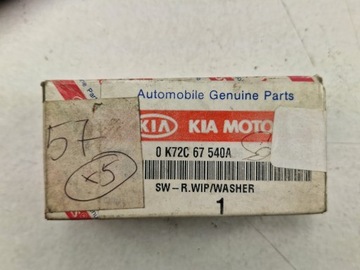 Automobile Genuine Parts
KIA KIA MOTO
0 K72C 67 540A
SW-R.WIP/WASHER
1
57
x5